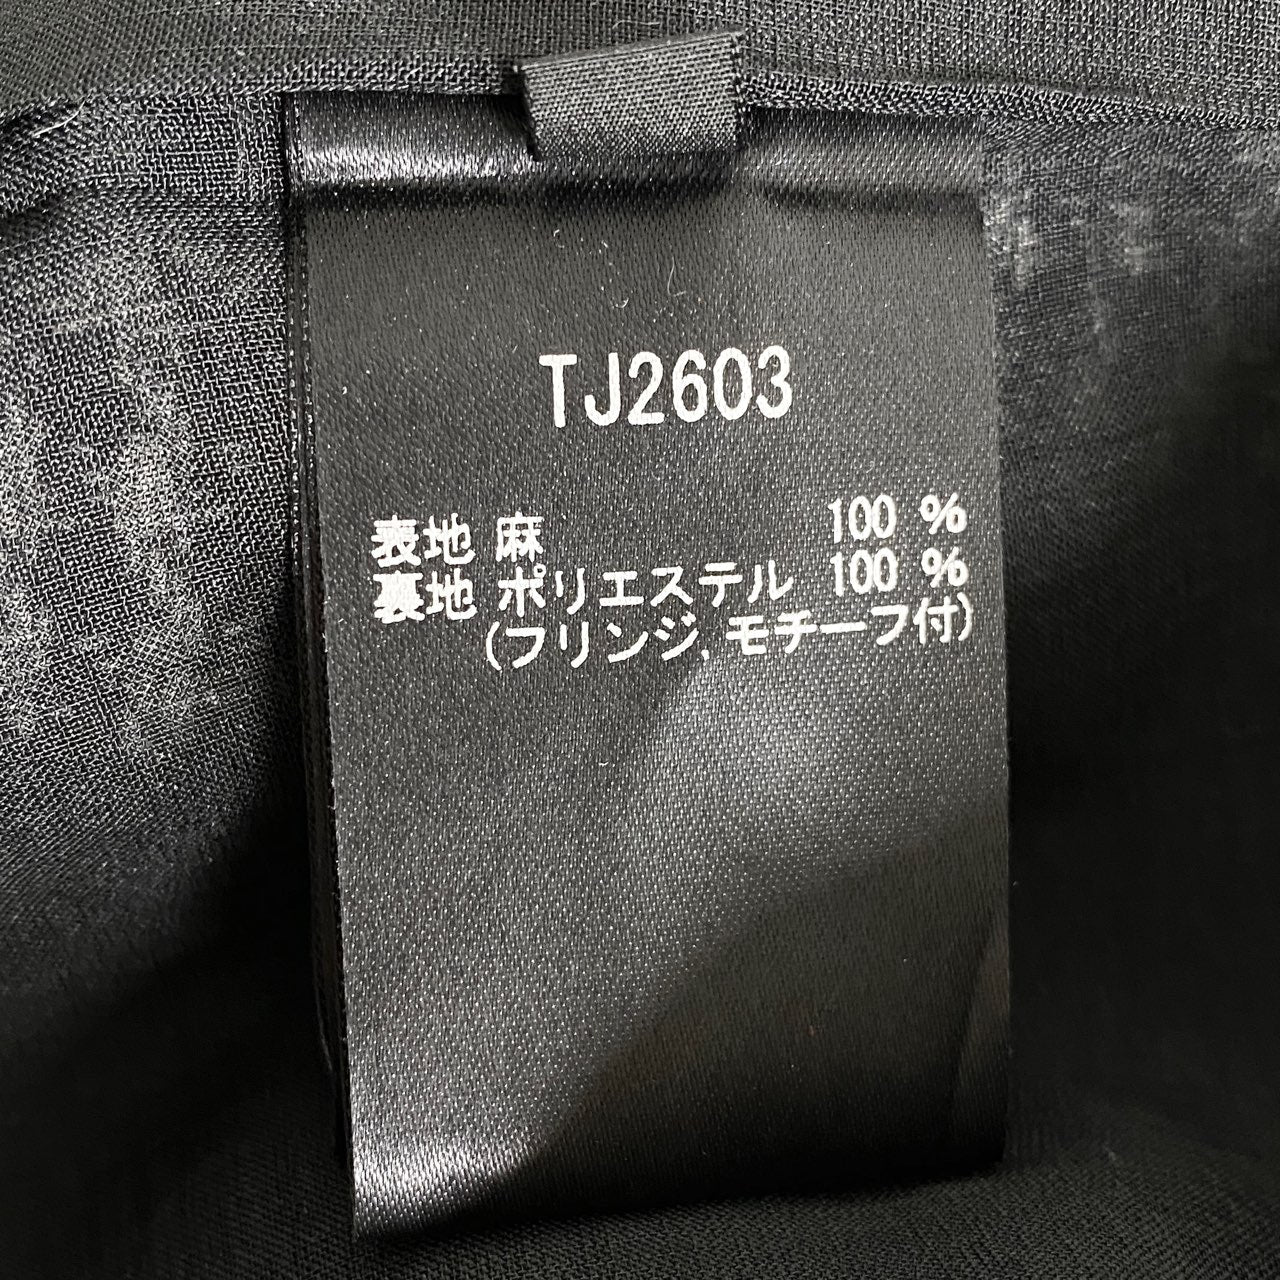 TJ2603
表地 麻 100 %
裏地 ポリエステル 100 %
(フリンジ,モチーフ付)